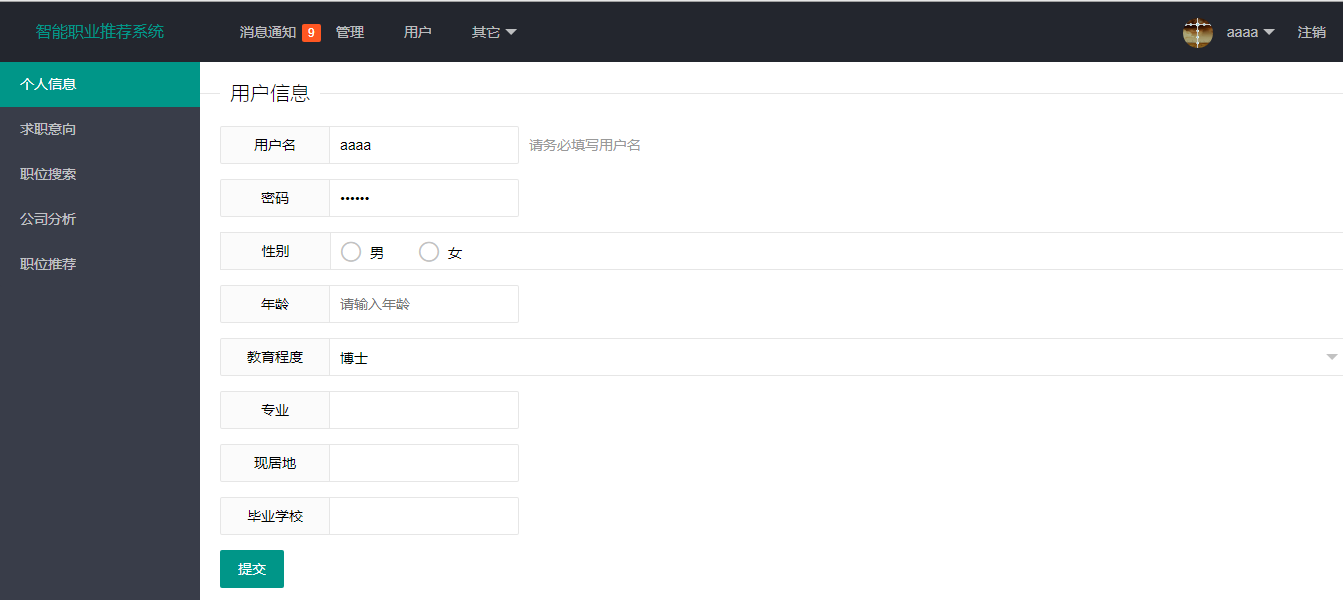 智能职业推荐系统 消息通知 9 管理 用户 其它 aaaa 注销
个人信息
求职意向
职位搜索
公司分析
职位推荐
用户信息
用户名 aaaa 请务必填写用户名
密码 ••••••
性别 男 女
年龄 请输入年龄
教育程度 博士
专业
现居地
毕业学校
提交